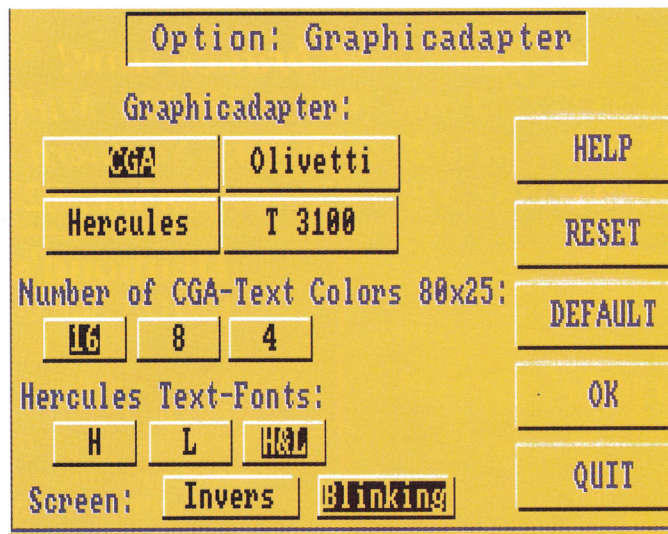 Option: Graphicadapter
Graphicadapter:
CGA Olivetti
Hercules T 3100
Number of CGA-Text Colors 80x25:
16 8 4
Hercules Text-Fonts:
H L H&L
Screen: Invers Blinking
HELP
RESET
DEFAULT
OK
QUIT